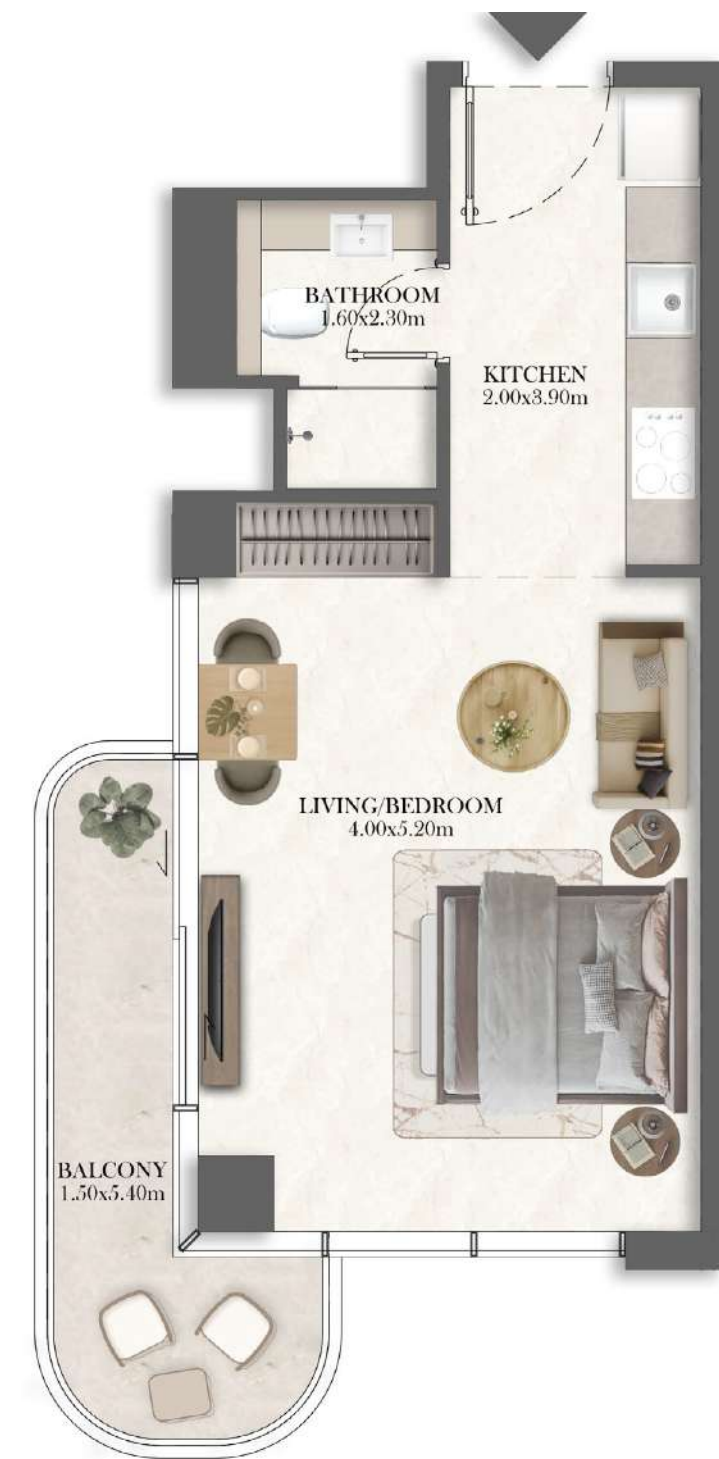 BATHROOM
1.60x2.30m
KITCHEN
2.00x3.90m
LIVING/BEDROOM
4.00x5.20m
BALCONY
1.50x5.40m